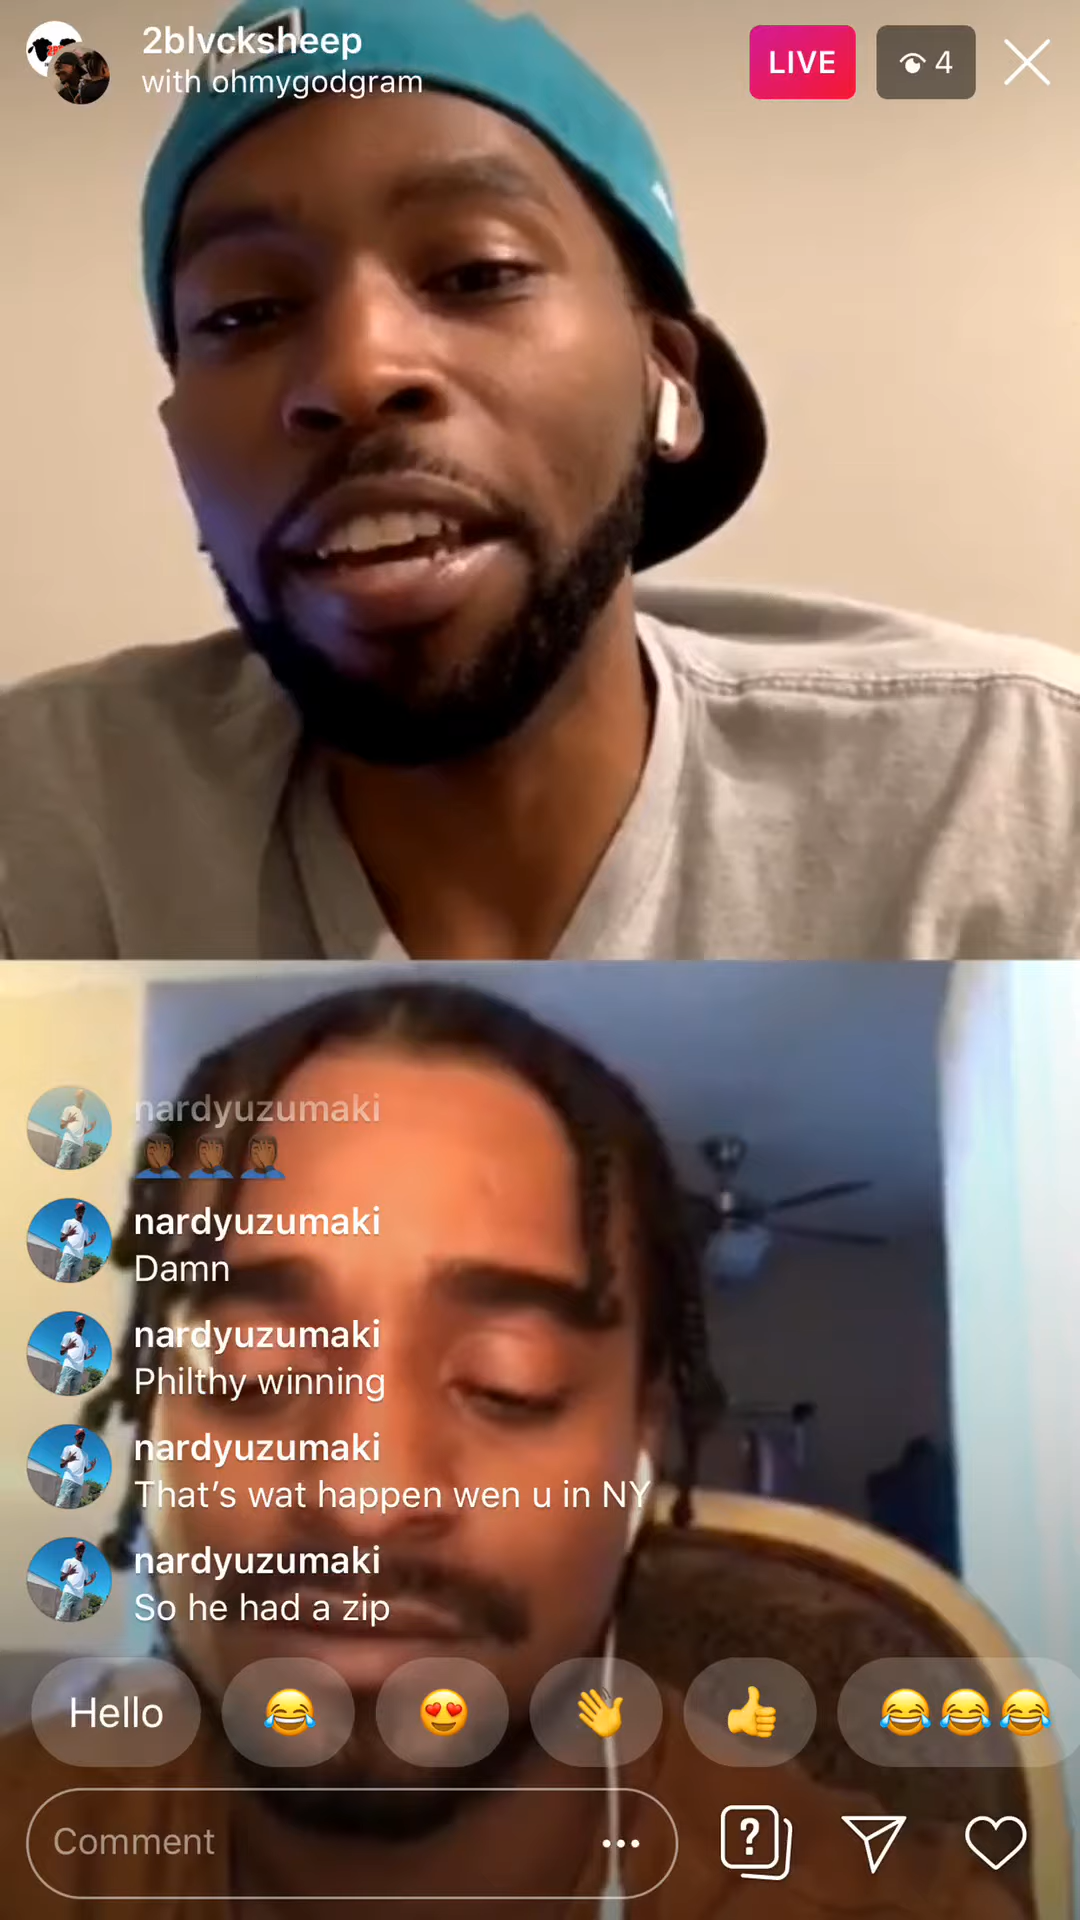 2blvcksheep
with ohmygodgram
LIVE
4
nardyuzumaki
🤦🏾‍♂️🤦🏾‍♂️🤦🏾‍♂️
nardyuzumaki
Damn
nardyuzumaki
Philthy winning
nardyuzumaki
That's wat happen wen u in NY
nardyuzumaki
So he had a zip
Hello 😂 😍 👋 👍 😂😂😂
Comment